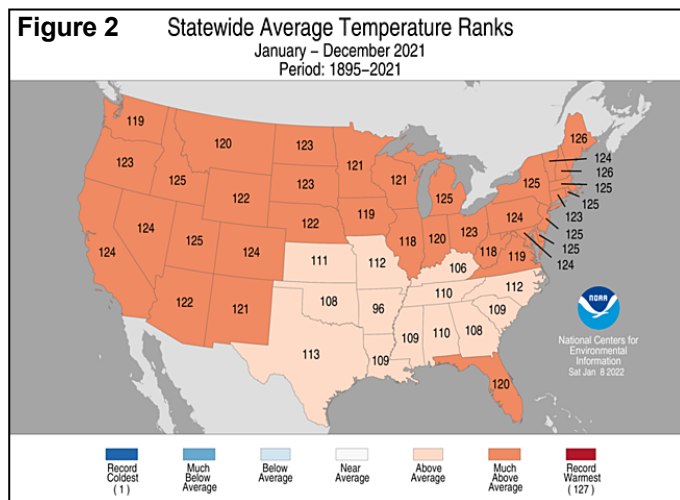 Figure 2
Statewide Average Temperature Ranks
January – December 2021
Period: 1895–2021
119
120
123
121
126
123
125
123
121
125
125
124
126
125
125
123
125
125
124
122
122
119
118
120
123
124
118
119
124
124
125
124
111
112
106
112
110
122
121
108
96
109
113
109
109
110
108
120
NOAA
National Centers for
Environmental
Information
Sat Jan 8 2022
Record
Coldest
(1)
Much
Below
Average
Below
Average
Near
Average
Above
Average
Much
Above
Average
Record
Warmest
(127)